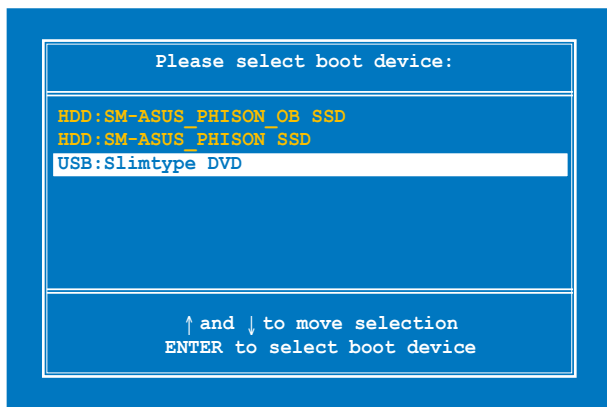 Please select boot device:
HDD:SM-ASUS_PHISON_OB SSD
HDD:SM-ASUS_PHISON SSD
USB:Slimtype DVD
↑ and ↓ to move selection
ENTER to select boot device